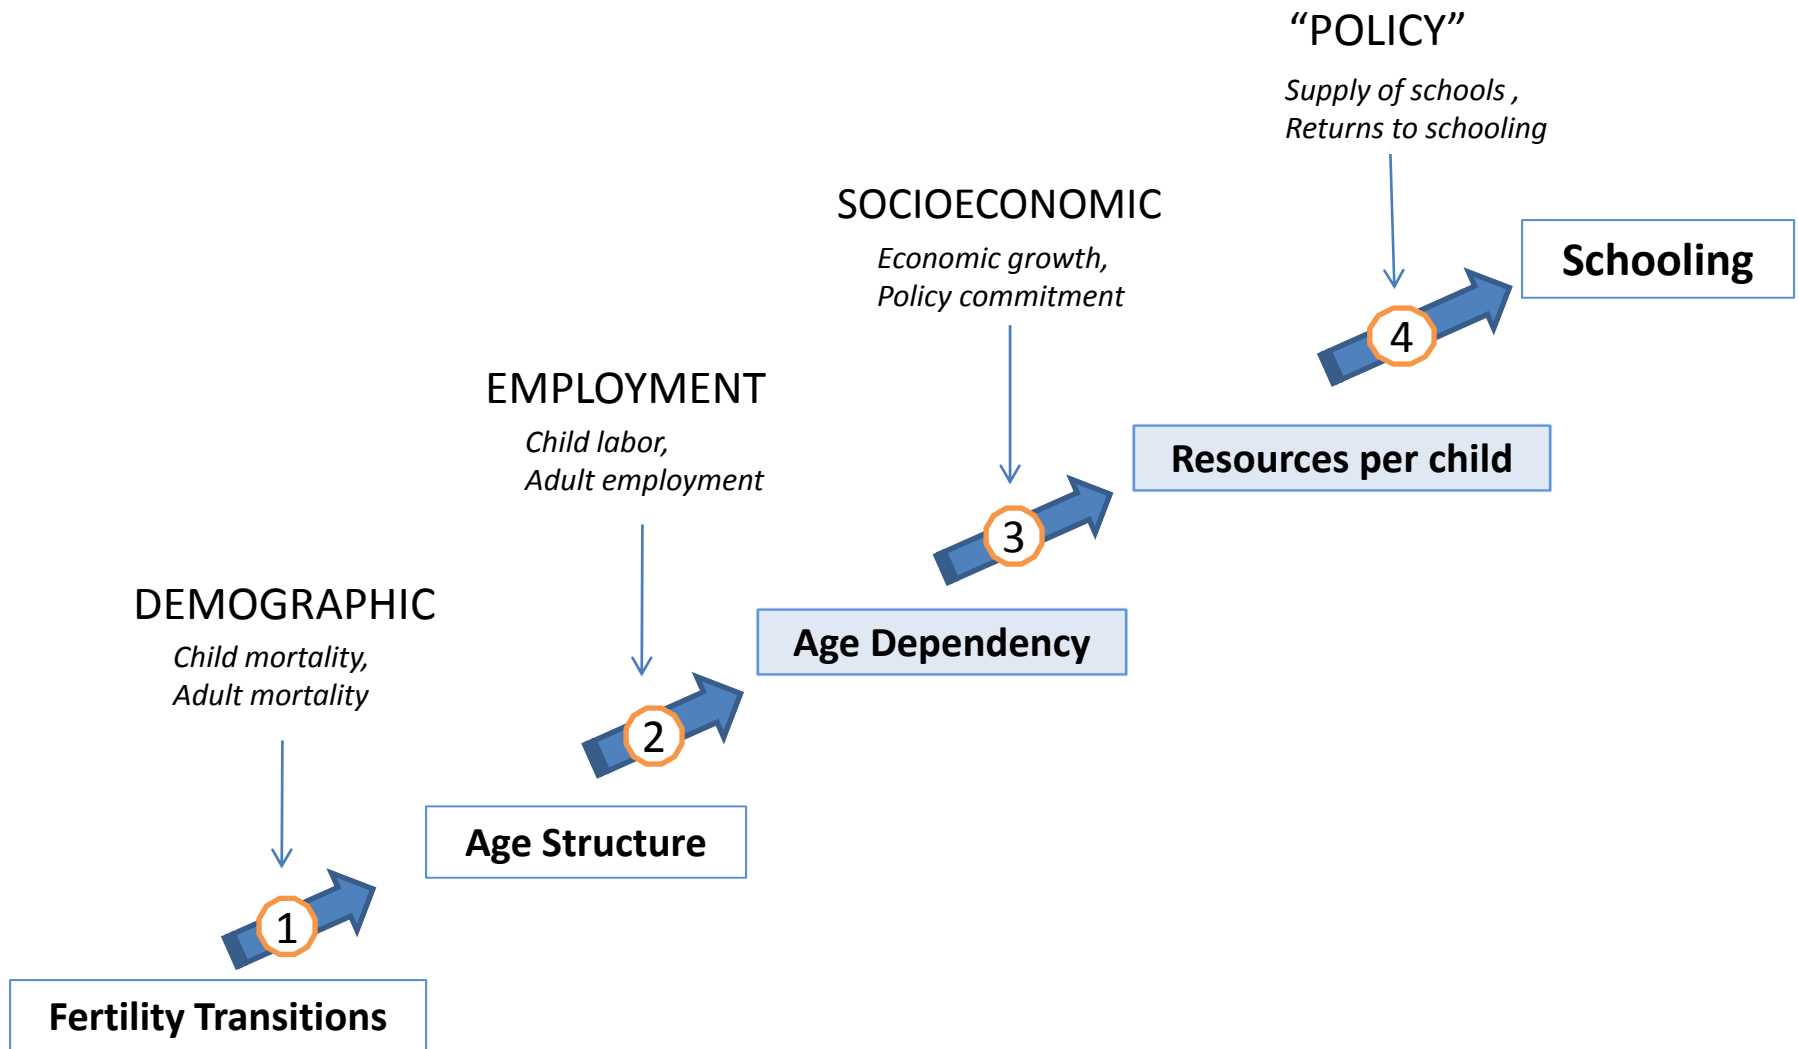 “POLICY”
Supply of schools ,
Returns to schooling
SOCIOECONOMIC
Economic growth,
Policy commitment
Schooling
4
EMPLOYMENT
Child labor,
Adult employment
Resources per child
3
DEMOGRAPHIC
Child mortality,
Adult mortality
Age Dependency
2
Age Structure
1
Fertility Transitions